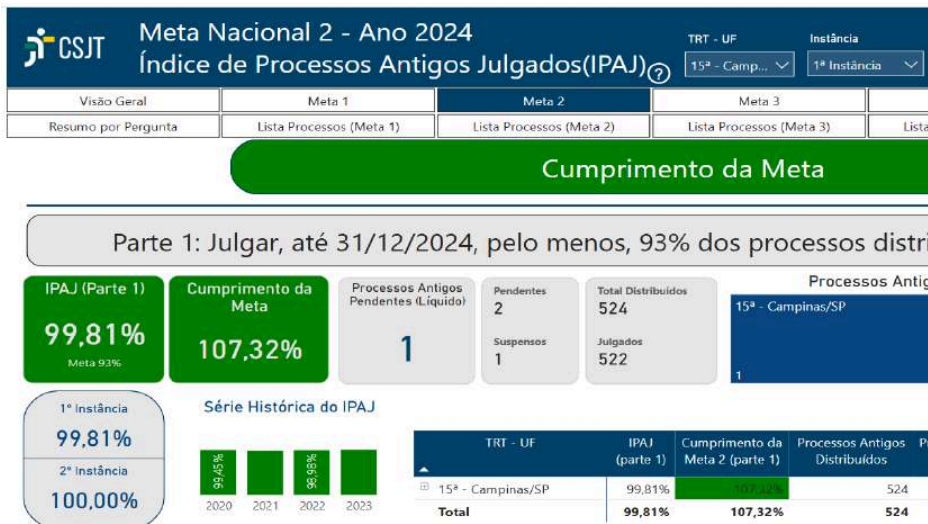 CSJT
Meta Nacional 2 - Ano 2024
Índice de Processos Antigos Julgados(IPAJ)
?
TRT - UF
15ª - Camp...
Instância
1ª Instância
Visão Geral
Meta 1
Meta 2
Meta 3
Resumo por Pergunta
Lista Processos (Meta 1)
Lista Processos (Meta 2)
Lista Processos (Meta 3)
Lista
Cumprimento da Meta
Parte 1: Julgar, até 31/12/2024, pelo menos, 93% dos processos distri
IPAJ (Parte 1)
99,81%
Meta 93%
Cumprimento da
Meta
107,32%
Processos Antigos
Pendentes (Líquido)
1
Pendentes
2
Suspensos
1
Total Distribuídos
524
Julgados
522
Processos Antig
15ª - Campinas/SP
1
1ª Instância
99,81%
2ª Instância
100,00%
Série Histórica do IPAJ
99,45%
98,98%
2020 2021 2022 2023
TRT - UF IPAJ Cumprimento da Processos Antigos
(parte 1) Meta 2 (parte 1) Distribuídos
15ª - Campinas/SP 99,81% 107,32% 524
Total 99,81% 107,32% 524